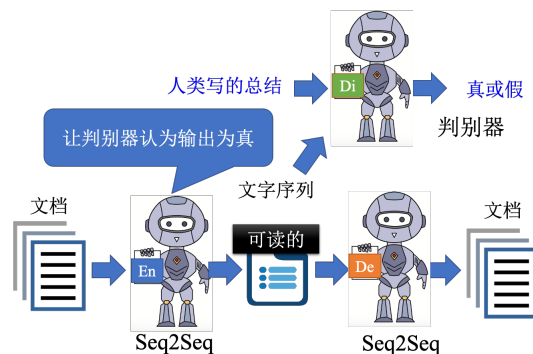 人类写的总结
Di
真或假
判别器
让判别器认为输出为真
文字序列
文档
En
可读的
De
文档
Seq2Seq
Seq2Seq